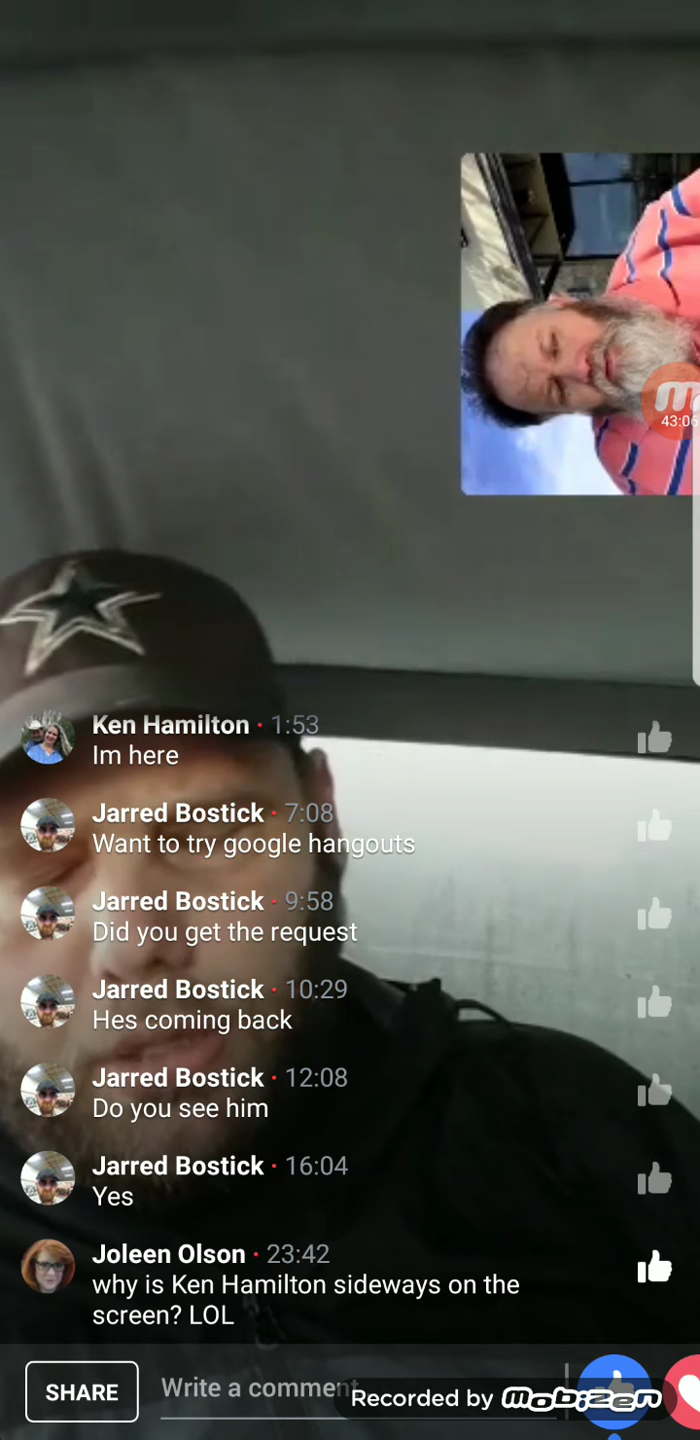 43:06
Ken Hamilton • 1:53
Im here
Jarred Bostick • 7:08
Want to try google hangouts
Jarred Bostick • 9:58
Did you get the request
Jarred Bostick • 10:29
Hes coming back
Jarred Bostick • 12:08
Do you see him
Jarred Bostick • 16:04
Yes
Joleen Olson • 23:42
why is Ken Hamilton sideways on the
screen? LOL
SHARE
Write a comment
Recorded by Mobizen